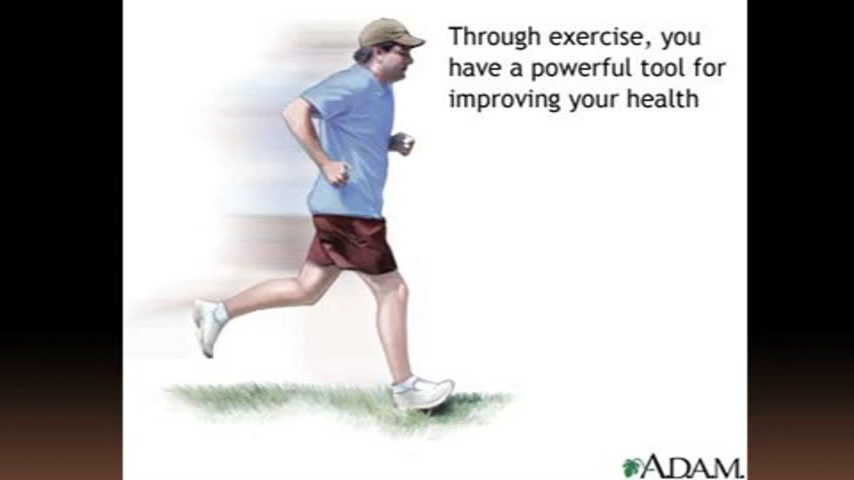 Through exercise, you
have a powerful tool for
improving your health
ADAM.